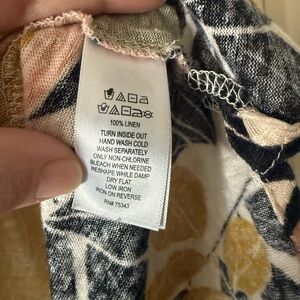 100% LINEN
TURN INSIDE OUT
HAND WASH COLD
WASH SEPARATELY
ONLY NON-CHLORINE
BLEACH WHEN NEEDED
RESHAPE WHILE DAMP
DRY FLAT
LOW IRON
IRON ON REVERSE
RN# 75343